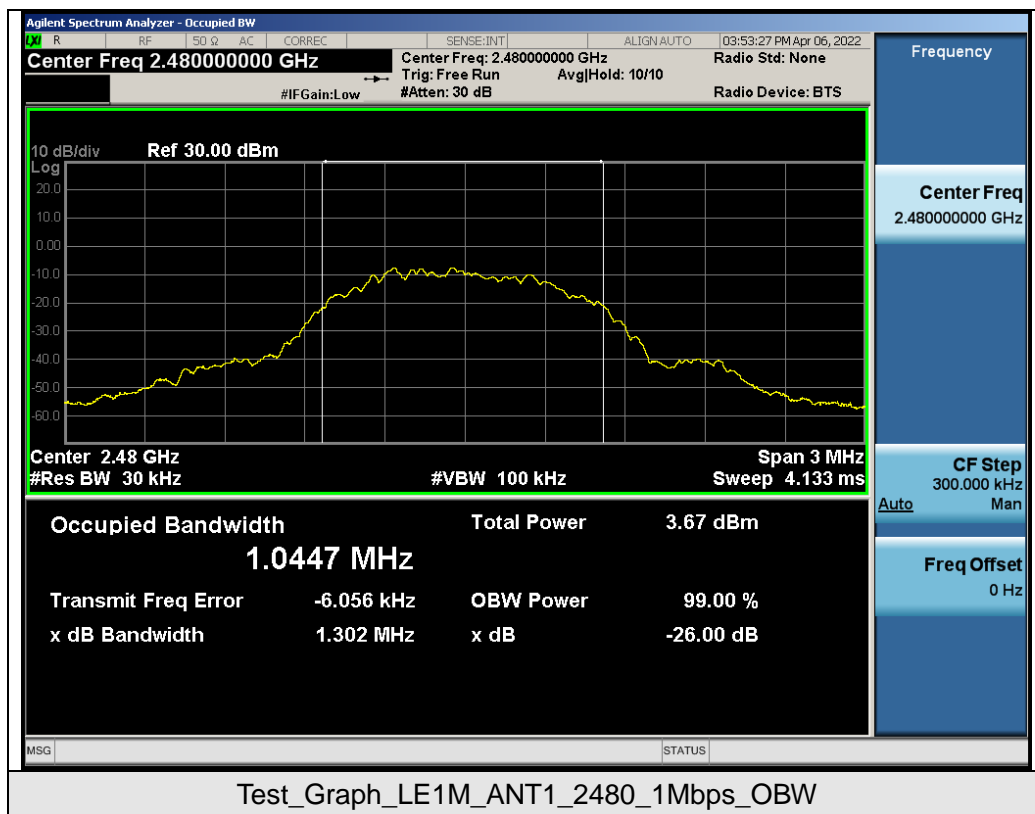 Agilent Spectrum Analyzer - Occupied BW
LXI R RF 50 Ω AC CORREC SENSE:INT ALIGN AUTO 03:53:27 PM Apr 06, 2022
Center Freq 2.480000000 GHz
Center Freq: 2.480000000 GHz Radio Std: None
Trig: Free Run Avg|Hold: 10/10
#IFGain:Low #Atten: 30 dB Radio Device: BTS
Frequency
10 dB/div Ref 30.00 dBm
Log
20.0
10.0
0.00
-10.0
-20.0
-30.0
-40.0
-50.0
-60.0
Center 2.48 GHz Span 3 MHz
#Res BW 30 kHz #VBW 100 kHz Sweep 4.133 ms
Occupied Bandwidth Total Power 3.67 dBm
1.0447 MHz
Transmit Freq Error -6.056 kHz OBW Power 99.00 %
x dB Bandwidth 1.302 MHz x dB -26.00 dB
Center Freq
2.480000000 GHz
CF Step
300.000 kHz
Auto Man
Freq Offset
0 Hz
MSG STATUS
Test_Graph_LE1M_ANT1_2480_1Mbps_OBW